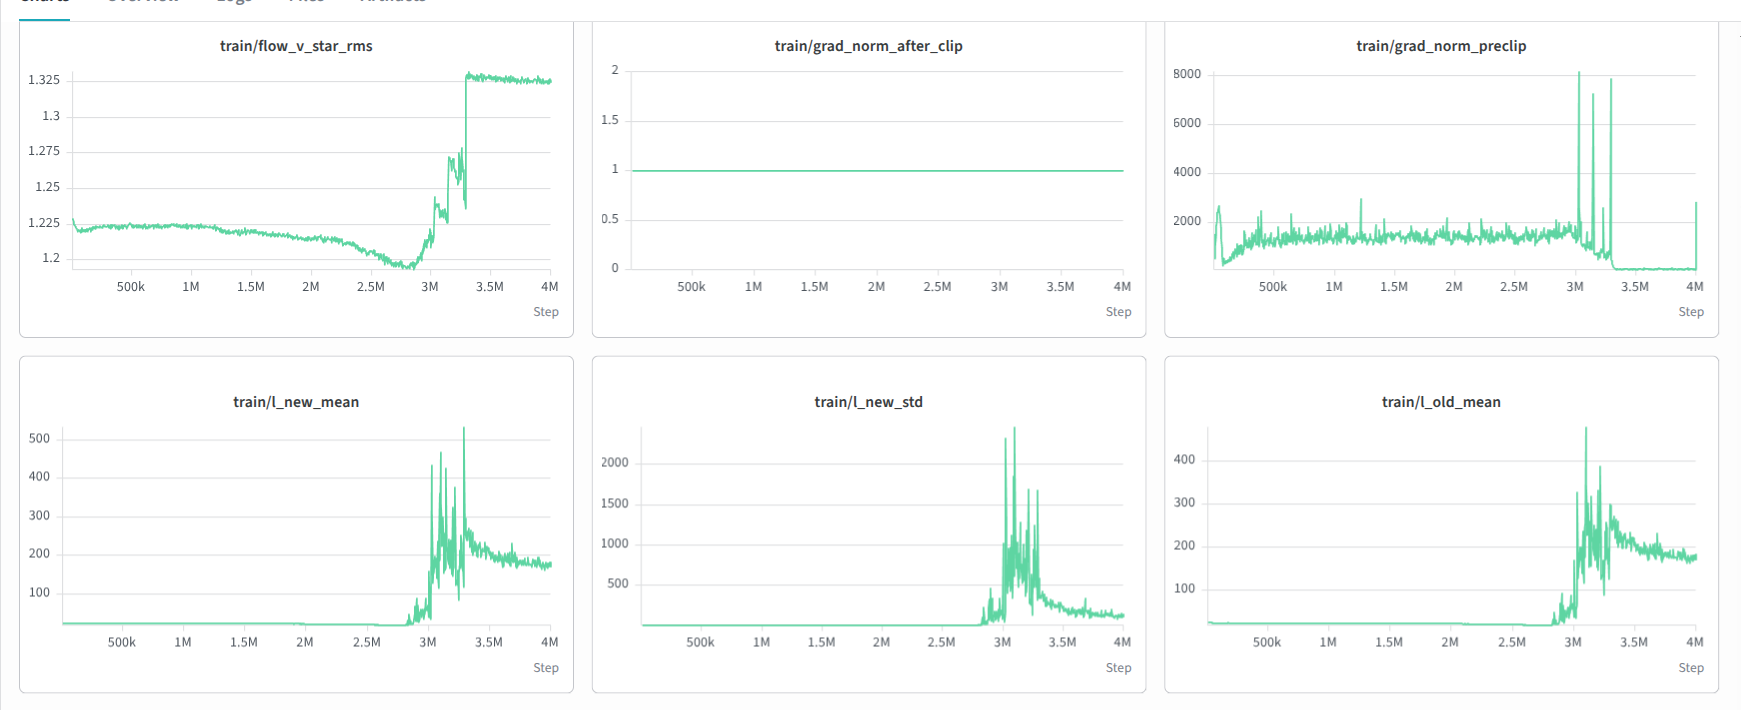 Charts Overview Logs Files Artifacts
train/flow_v_star_rms
1.325
1.3
1.275
1.25
1.225
1.2
500k 1M 1.5M 2M 2.5M 3M 3.5M 4M
Step
train/grad_norm_after_clip
2
1.5
1
0.5
0
500k 1M 1.5M 2M 2.5M 3M 3.5M 4M
Step
train/grad_norm_preclip
8000
6000
4000
2000
500k 1M 1.5M 2M 2.5M 3M 3.5M 4M
Step
train/l_new_mean
500
400
300
200
100
500k 1M 1.5M 2M 2.5M 3M 3.5M 4M
Step
train/l_new_std
2000
1500
1000
500
500k 1M 1.5M 2M 2.5M 3M 3.5M 4M
Step
train/l_old_mean
400
300
200
100
500k 1M 1.5M 2M 2.5M 3M 3.5M 4M
Step